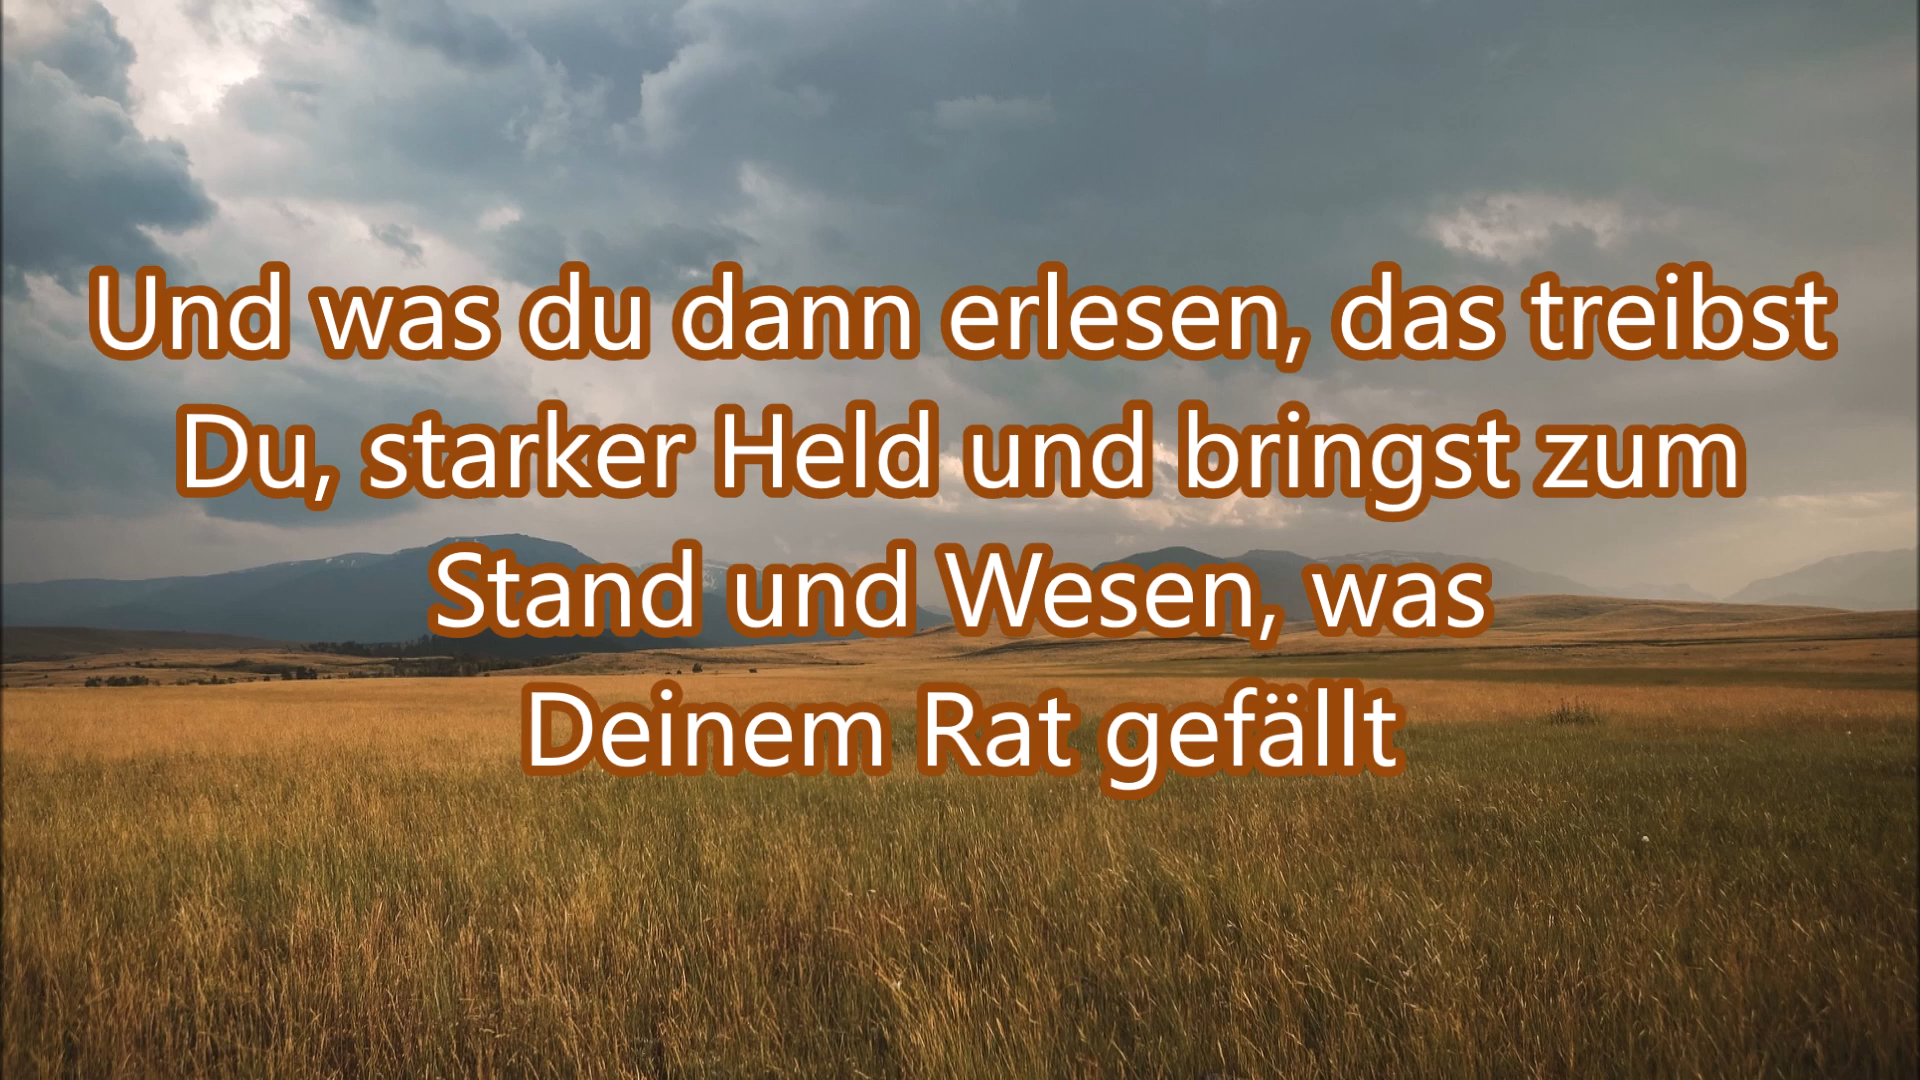 Und was du dann erlesen, das treibst
Du, starker Held und bringst zum
Stand und Wesen, was
Deinem Rat gefällt